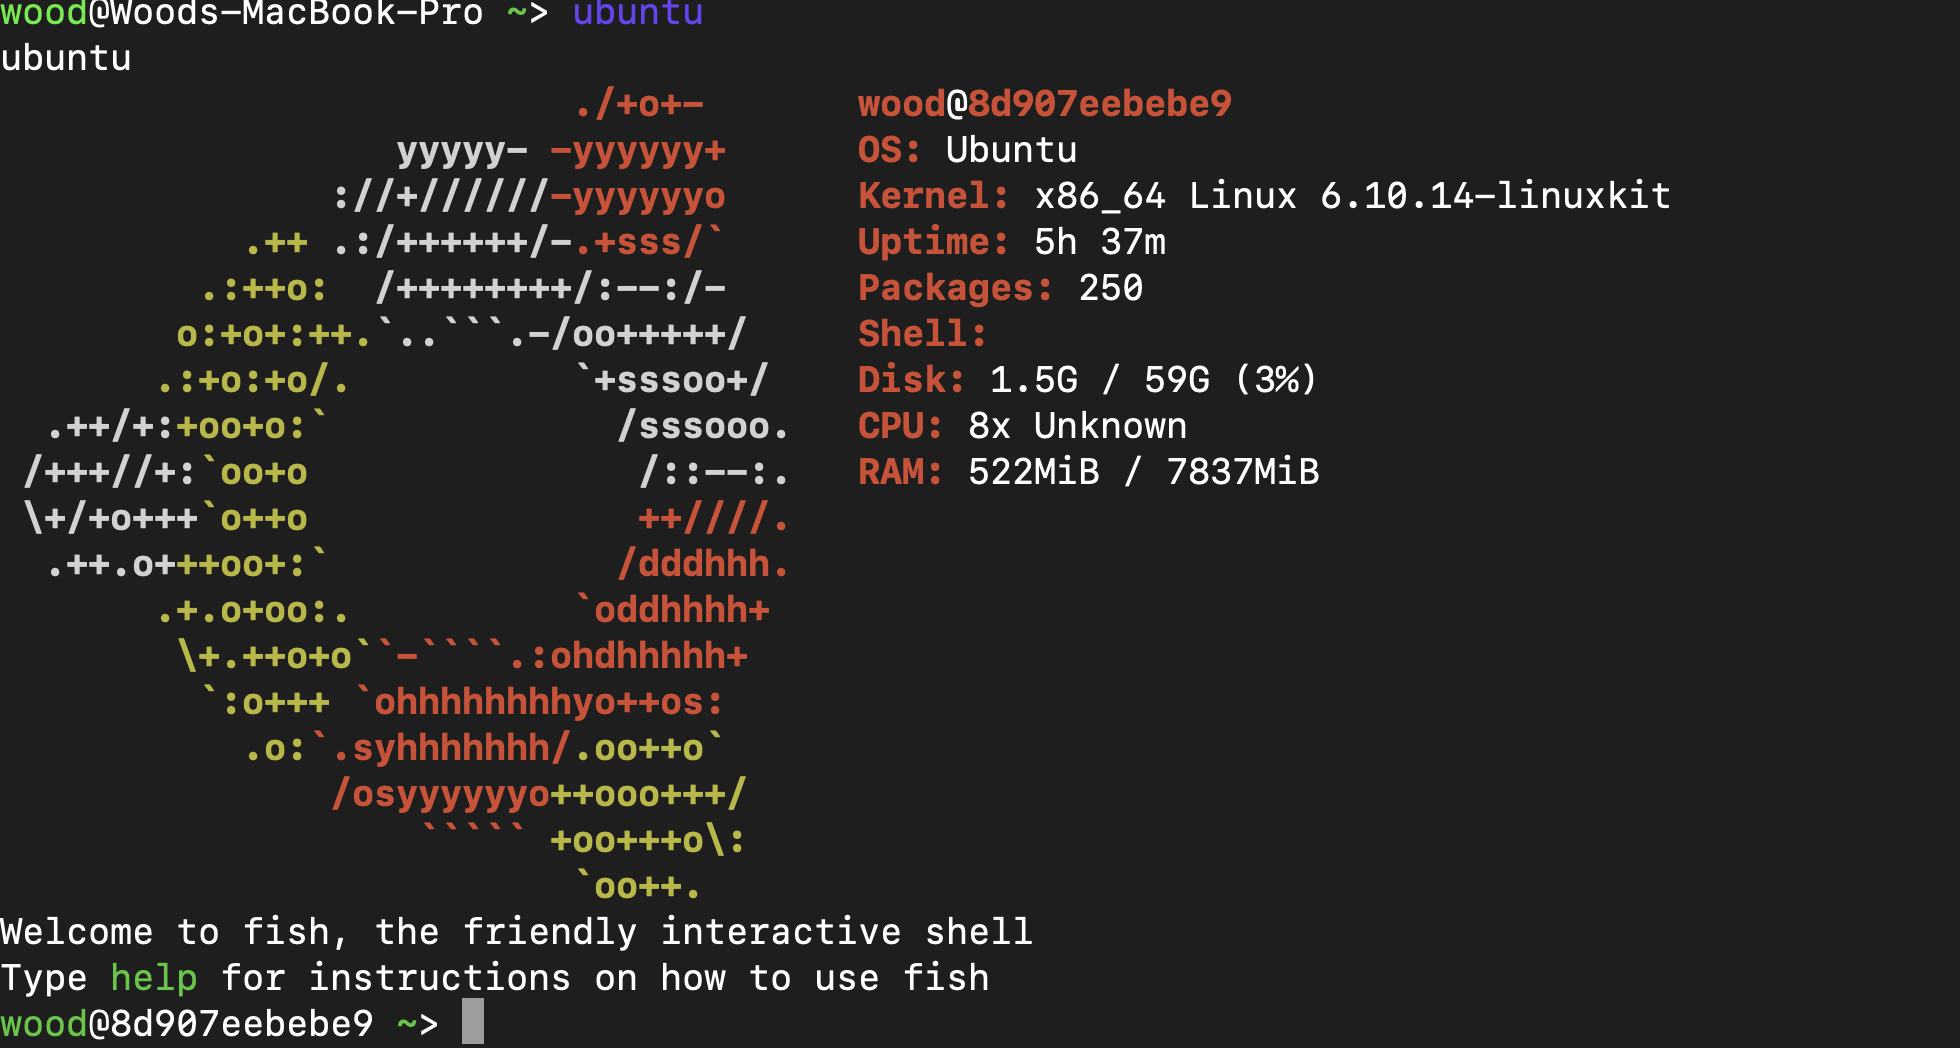 wood@Woods-MacBook-Pro ~> ubuntu
ubuntu
                          ./+o+-       wood@8d907eebebe9
                  yyyyy- -yyyyyy+      OS: Ubuntu
               ://+//////-yyyyyyo      Kernel: x86_64 Linux 6.10.14-linuxkit
           .++ .:/++++++/-.+sss/`      Uptime: 5h 37m
         .:++o:  /++++++++/:--:/-      Packages: 250
        o:+o+:++.`..```.-/oo+++++/     Shell:
       .:+o:+o/.          `+sssoo+/    Disk: 1.5G / 59G (3%)
  .++/+:+oo+o:`             /sssooo.   CPU: 8x Unknown
 /+++//+:`oo+o               /::--:.   RAM: 522MiB / 7837MiB
 \+/+o+++`o++o               ++////.
  .++.o+++oo+:`             /dddhhh.
       .+.o+oo:.          `oddhhhh+
        \+.++o+o``-````.:ohdhhhhh+
         `:o+++ `ohhhhhhhhyo++os:
           .o:`.syhhhhhhh/.oo++o`
               /osyyyyyyo++ooo+++/
                   ````` +oo+++o\:
                          `oo++.
Welcome to fish, the friendly interactive shell
Type help for instructions on how to use fish
wood@8d907eebebe9 ~>